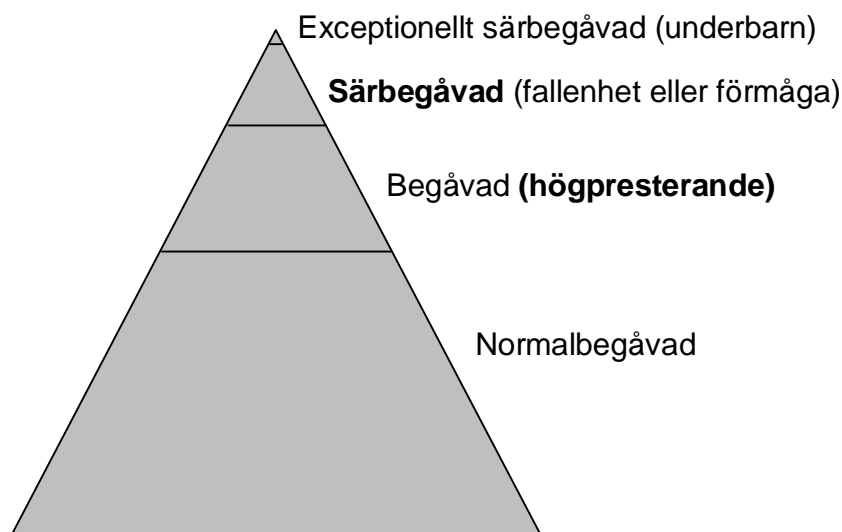 Exceptionellt särbegåvad (underbarn)
Särbegåvad (fallenhet eller förmåga)
Begåvad (högpresterande)
Normalbegåvad